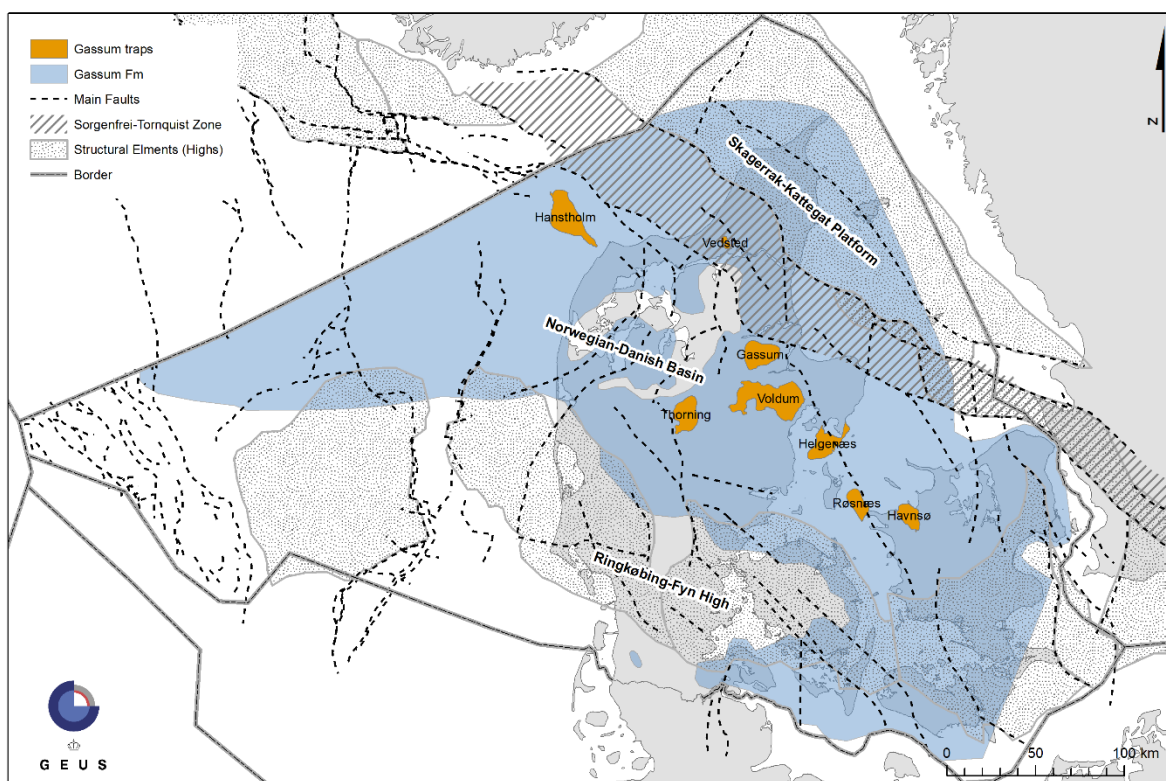 Gassum traps
Gassum Fm
Main Faults
Sorgenfrei-Tornquist Zone
Structural Elments (Highs)
Border
N
Skagerrak-Kattegat Platform
Hanstholm
Vedsted
Norwegian-Danish Basin
Gassum
Voldum
Thorning
Helgenæs
Røsnæs
Havnsø
Ringkøbing-Fyn High
GEUS
0 50 100 km